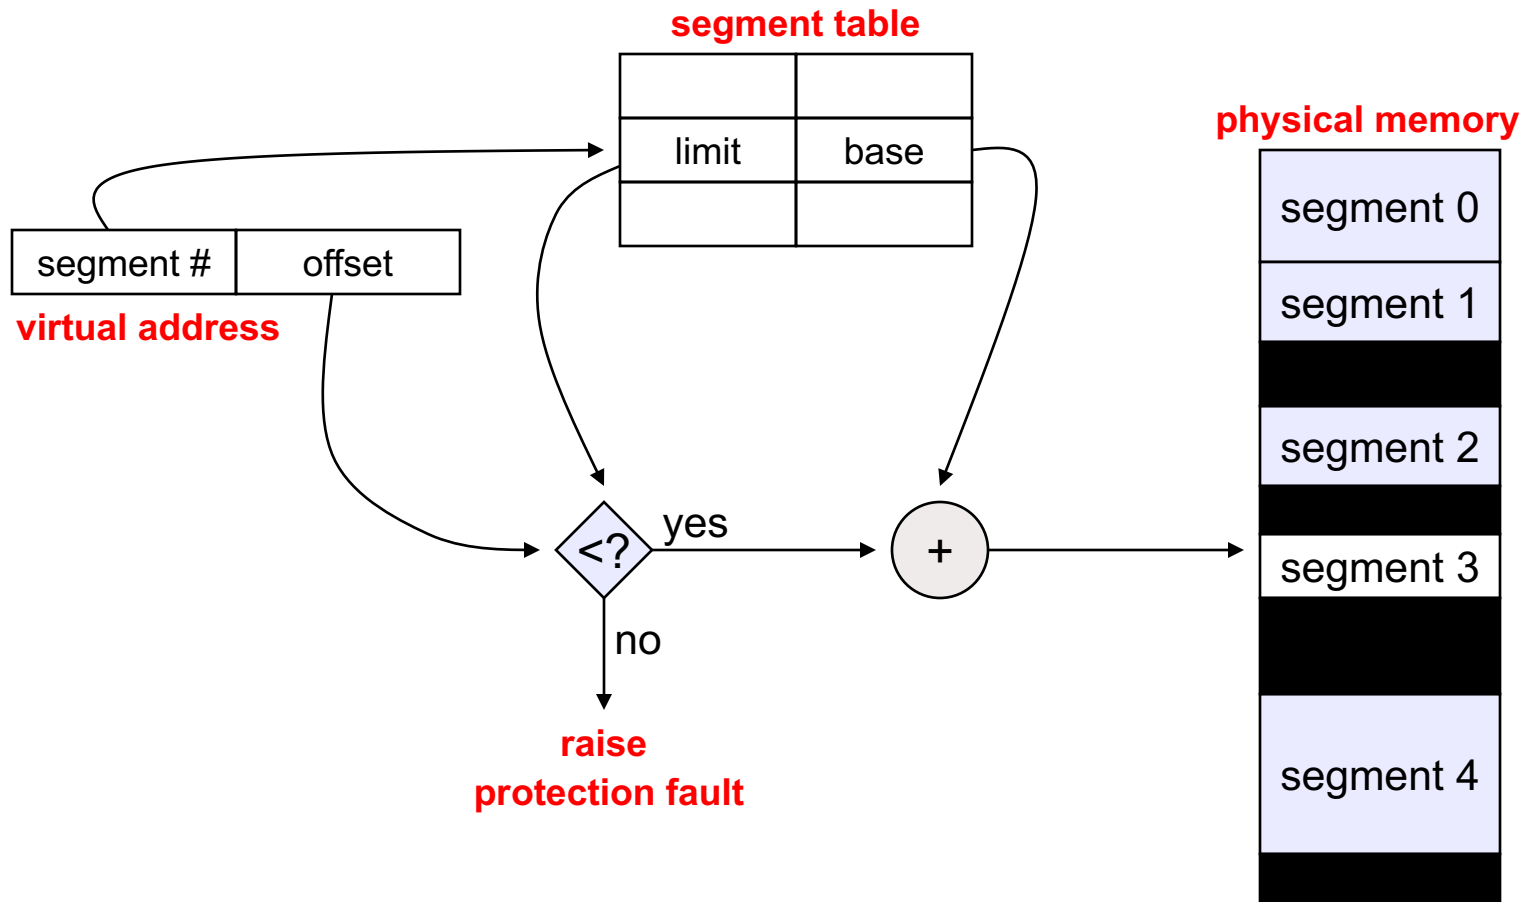 segment table
physical memory
limit
base
segment #
offset
virtual address
<?
yes
+
no
raise
protection fault
segment 0
segment 1
segment 2
segment 3
segment 4